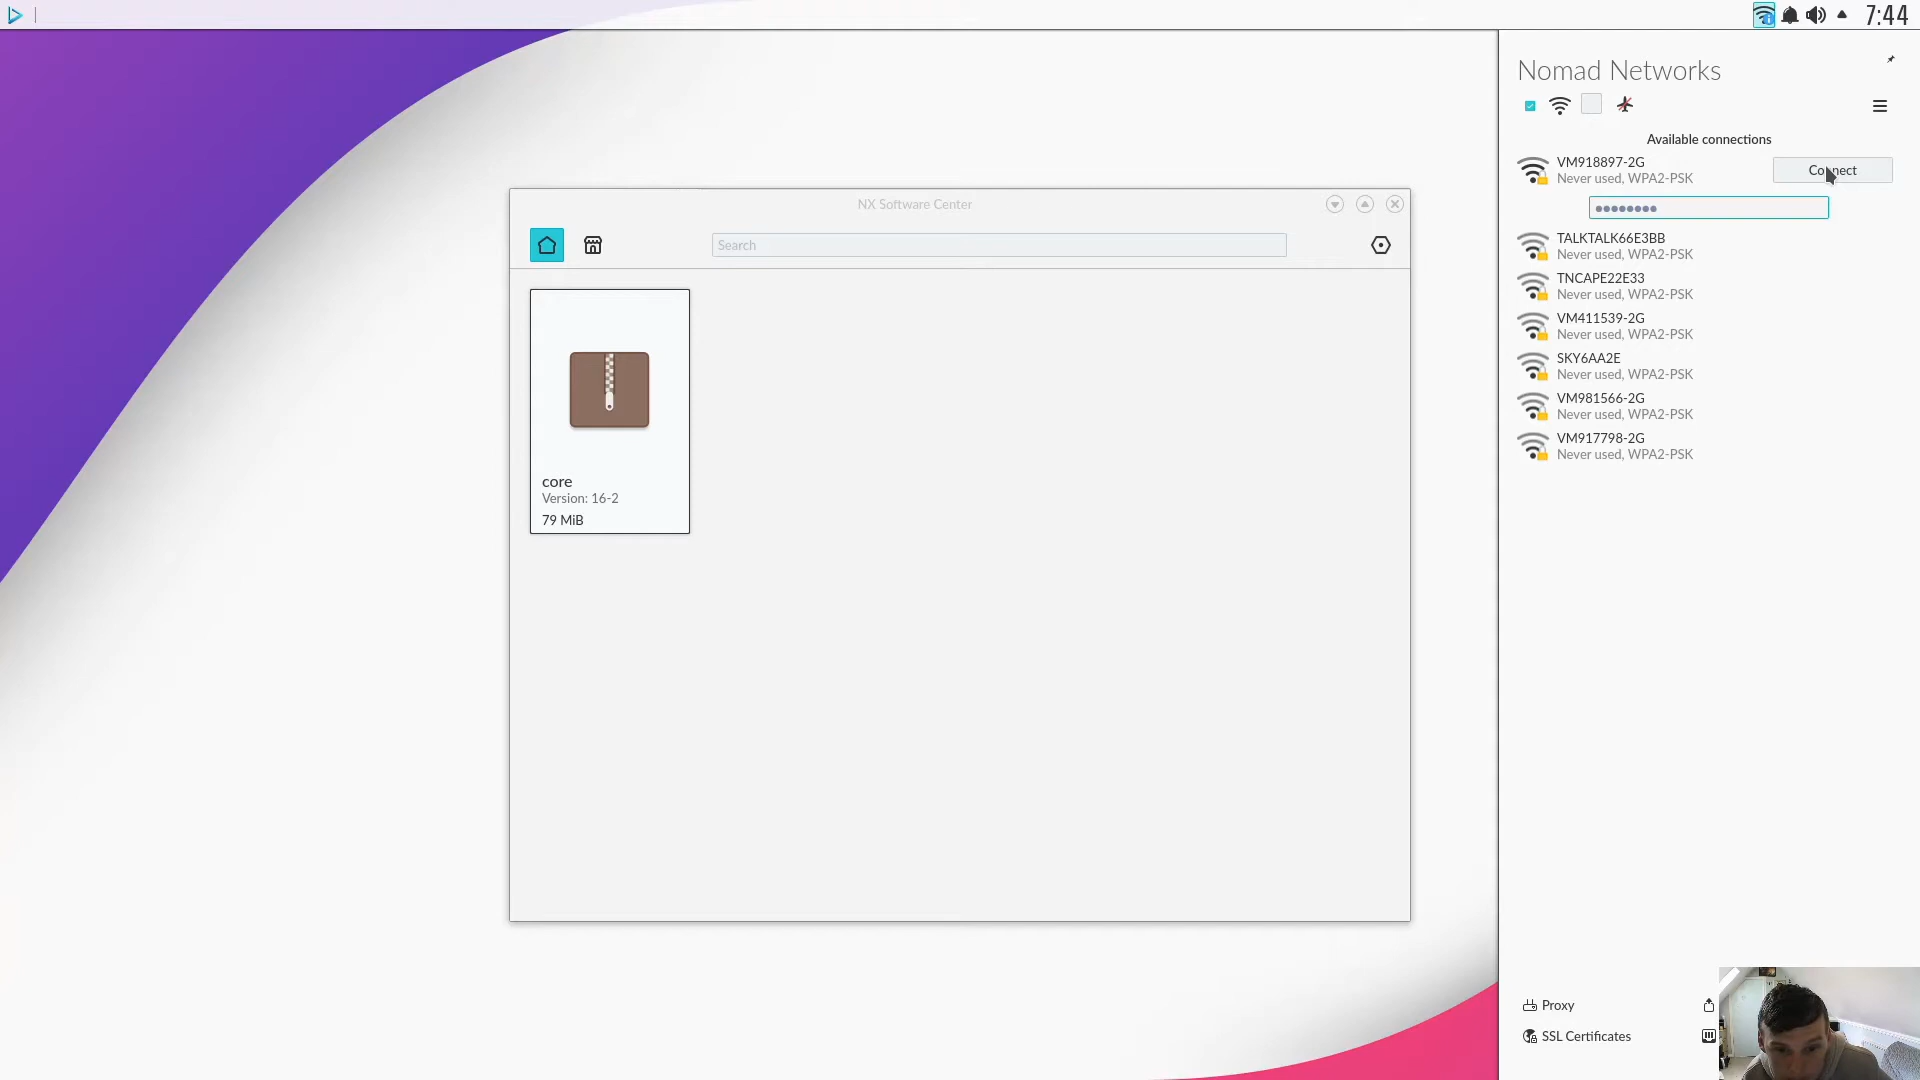 7:44
Nomad Networks
Available connections
VM918897-2G
Never used, WPA2-PSK
Connect
●●●●●●●●
TALKTALK66E3BB
Never used, WPA2-PSK
TNCAPE22E33
Never used, WPA2-PSK
VM411539-2G
Never used, WPA2-PSK
SKY6AA2E
Never used, WPA2-PSK
VM981566-2G
Never used, WPA2-PSK
VM917798-2G
Never used, WPA2-PSK
Proxy
SSL Certificates
NX Software Center
Search
core
Version: 16-2
79 MiB